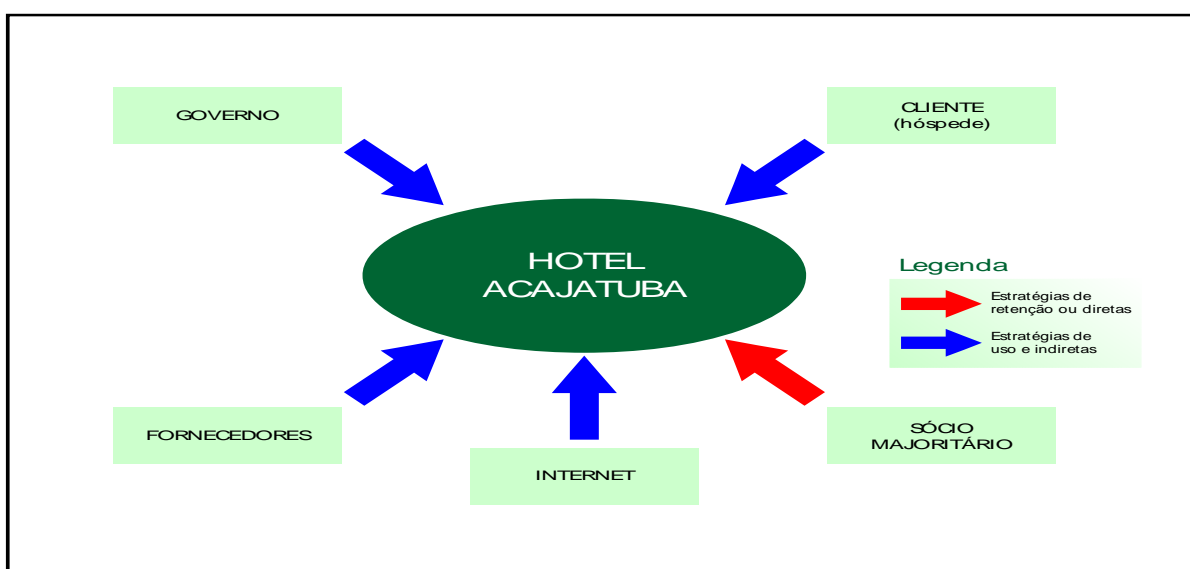 GOVERNO
CLIENTE
(hóspede)
HOTEL
ACAJATUBA
Legenda
Estratégias de
retenção ou diretas
Estratégias de
uso e indiretas
FORNECEDORES
INTERNET
SÓCIO
MAJORITÁRIO